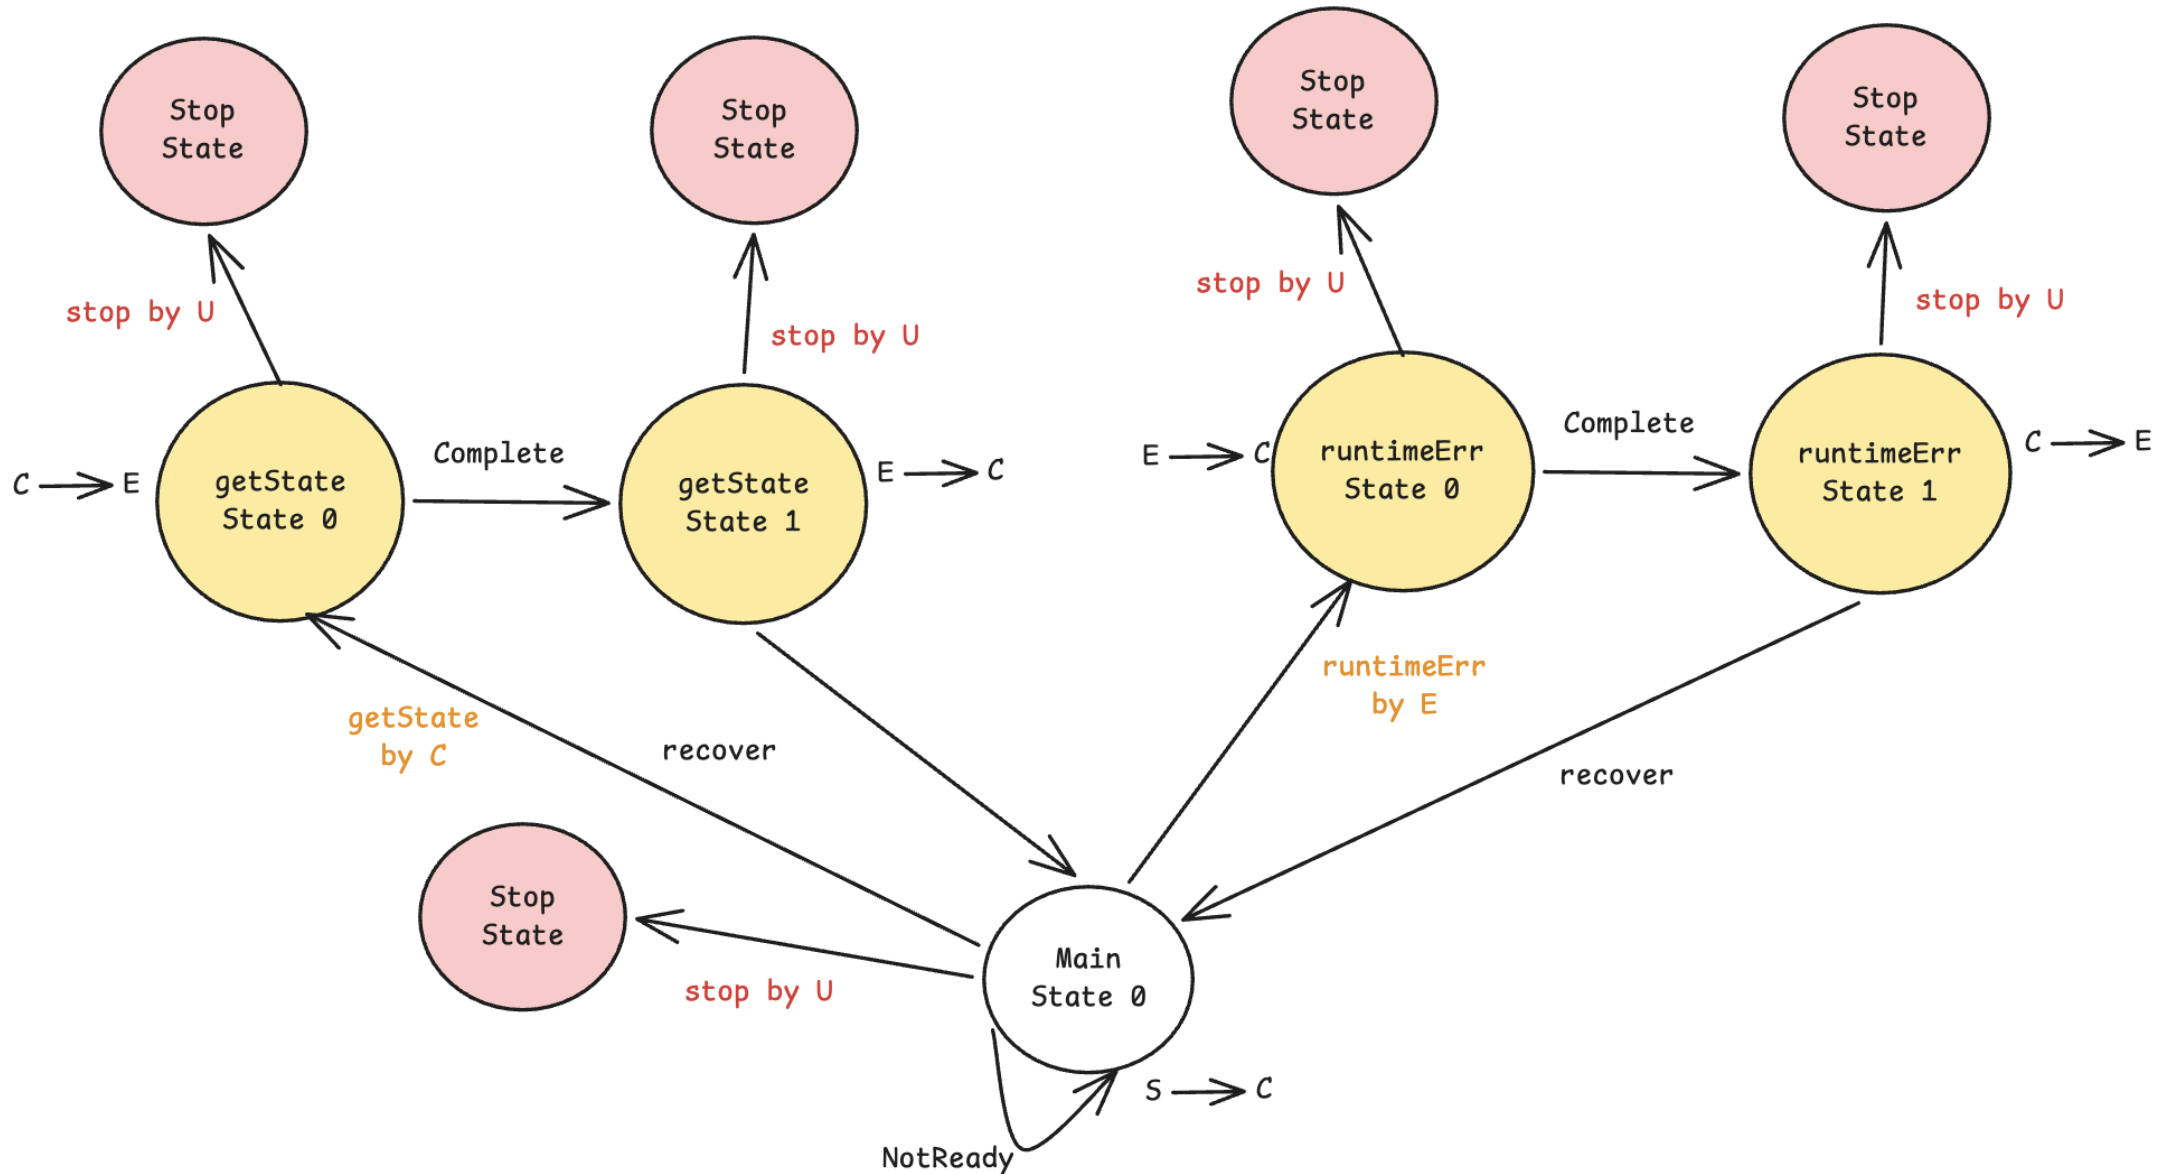 Stop
State
Stop
State
Stop
State
Stop
State
stop by U
stop by U
stop by U
stop by U
C
E
getState
State 0
Complete
getState
State 1
E
C
E
C
runtimeErr
State 0
Complete
runtimeErr
State 1
C
E
getState
by C
recover
runtimeErr
by E
recover
Stop
State
stop by U
Main
State 0
S
C
NotReady